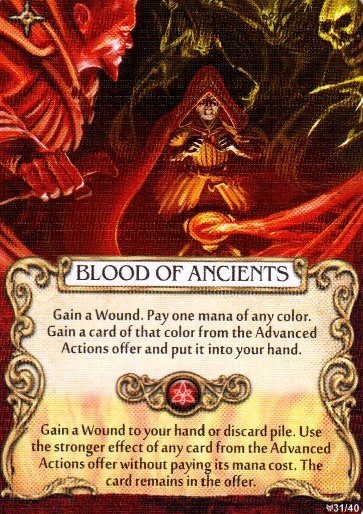 BLOOD OF ANCIENTS
Gain a Wound. Pay one mana of any color.
Gain a card of that color from the Advanced
Actions offer and put it into your hand.
Gain a Wound to your hand or discard pile. Use
the stronger effect of any card from the Advanced
Actions offer without paying its mana cost. The
card remains in the offer.
31/40